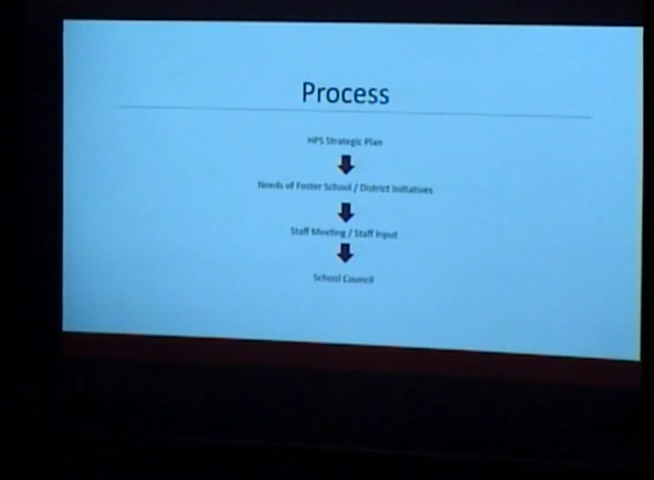 Process
HPS Strategic Plan
Needs of Foster School / District Initiatives
Staff Meeting / Staff Input
School Council